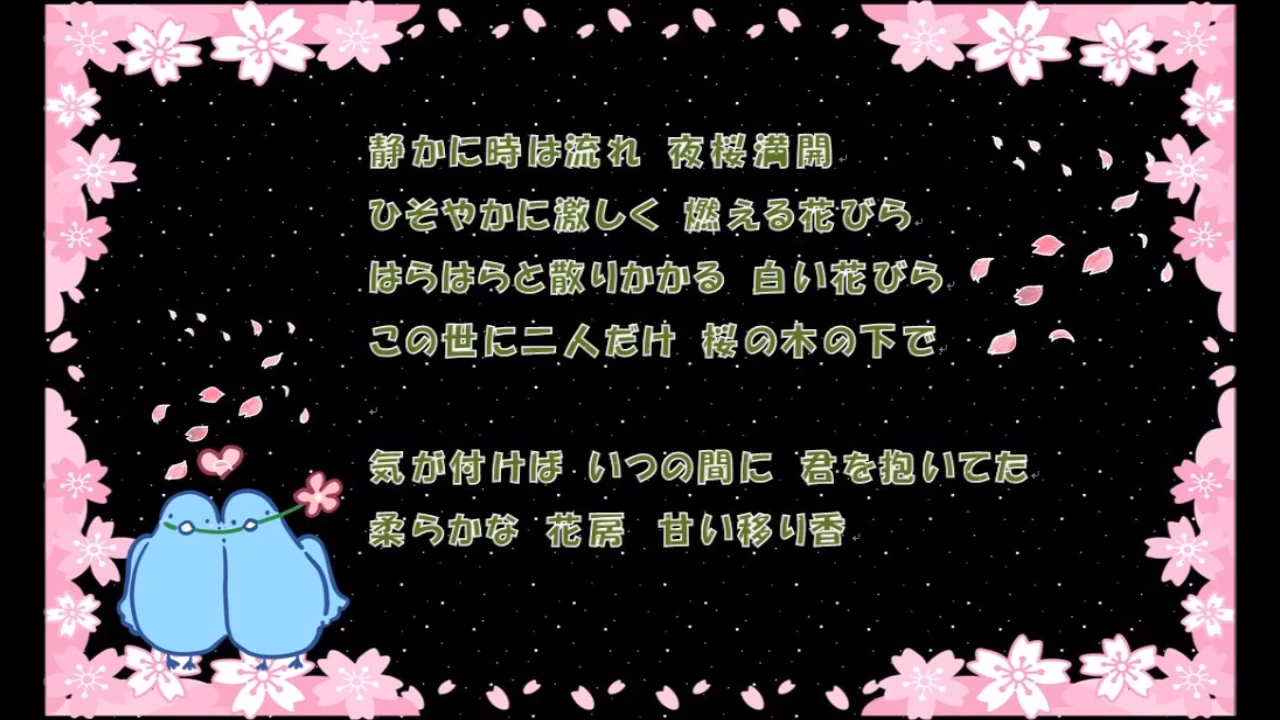 静かに時は流れ 夜桜満開
ひそやかに激しく 燃える花びら
はらはらと散りかかる 白い花びら
この世に二人だけ 桜の木の下で
気が付けば いつの間に 君を抱いてた
柔らかな 花房 甘い移り香